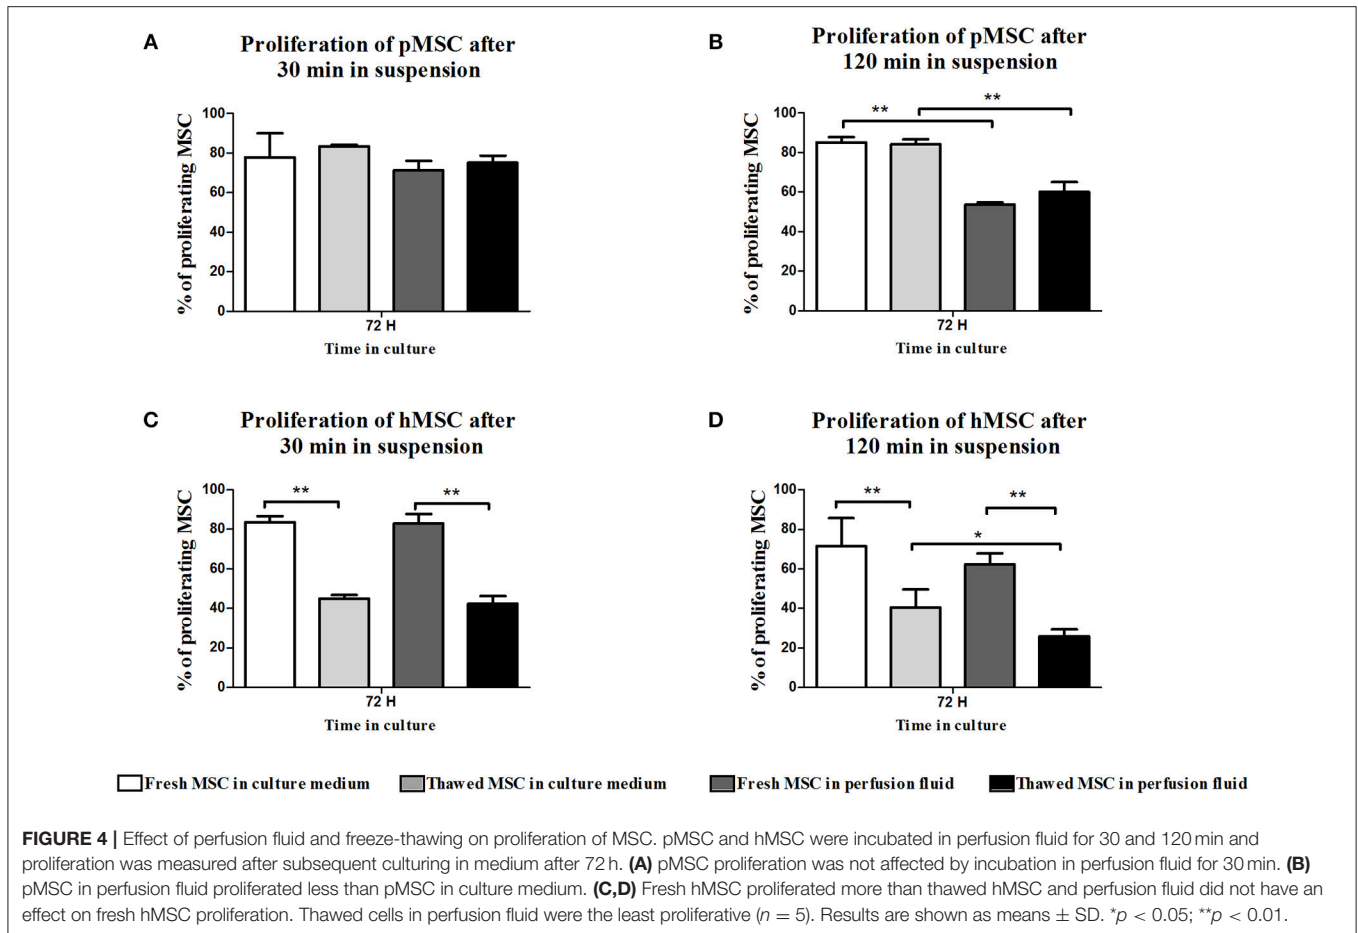 A
Proliferation of pMSC after
30 min in suspension
% of proliferating MSC
100
80
60
40
20
0
72 H
Time in culture
B
Proliferation of pMSC after
120 min in suspension
% of proliferating MSC
100
80
60
40
20
0
**
**
72 H
Time in culture
C
Proliferation of hMSC after
30 min in suspension
% of proliferating MSC
100
80
60
40
20
0
**
**
72 H
Time in culture
D
Proliferation of hMSC after
120 min in suspension
% of proliferating MSC
100
80
60
40
20
0
**
**
*
72 H
Time in culture
Fresh MSC in culture medium
Thawed MSC in culture medium
Fresh MSC in perfusion fluid
Thawed MSC in perfusion fluid
FIGURE 4 | Effect of perfusion fluid and freeze-thawing on proliferation of MSC. pMSC and hMSC were incubated in perfusion fluid for 30 and 120 min and
proliferation was measured after subsequent culturing in medium after 72 h. (A) pMSC proliferation was not affected by incubation in perfusion fluid for 30 min. (B)
pMSC in perfusion fluid proliferated less than pMSC in culture medium. (C,D) Fresh hMSC proliferated more than thawed hMSC and perfusion fluid did not have an
effect on fresh hMSC proliferation. Thawed cells in perfusion fluid were the least proliferative (n = 5). Results are shown as means ± SD. *p < 0.05; **p < 0.01.